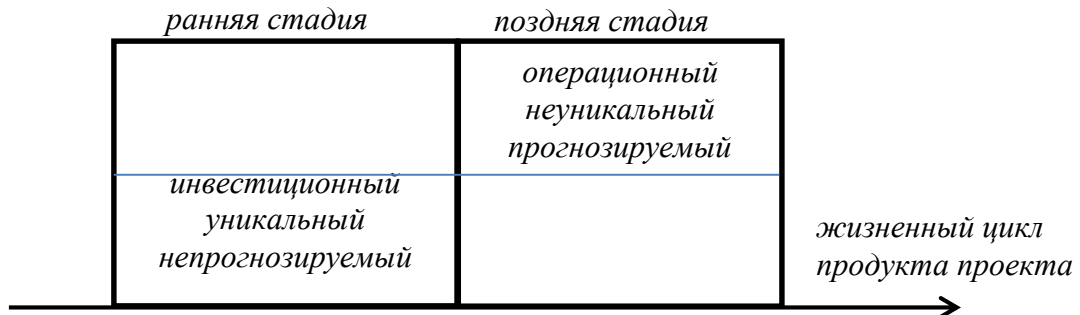 ранняя стадия
поздняя стадия
операционный
неуникальный
прогнозируемый
инвестиционный
уникальный
непрогнозируемый
жизненный цикл
продукта проекта